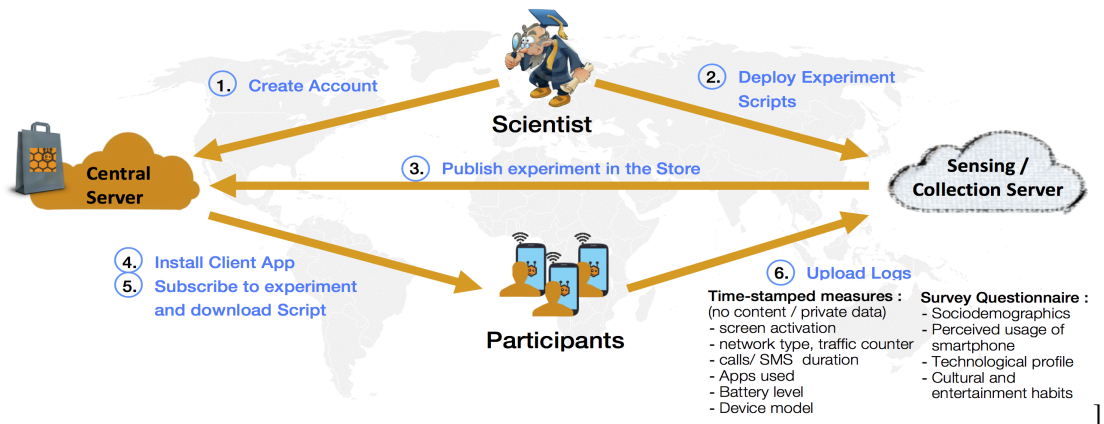 1. Create Account
2. Deploy Experiment
Scripts
Scientist
3. Publish experiment in the Store
Central
Server
Sensing /
Collection Server
4. Install Client App
5. Subscribe to experiment
and download Script
Participants
6. Upload Logs
Time-stamped measures :
(no content / private data)
- screen activation
- network type, traffic counter
- calls/ SMS duration
- Apps used
- Battery level
- Device model
Survey Questionnaire :
- Sociodemographics
- Perceived usage of
smartphone
- Technological profile
- Cultural and
entertainment habits
]